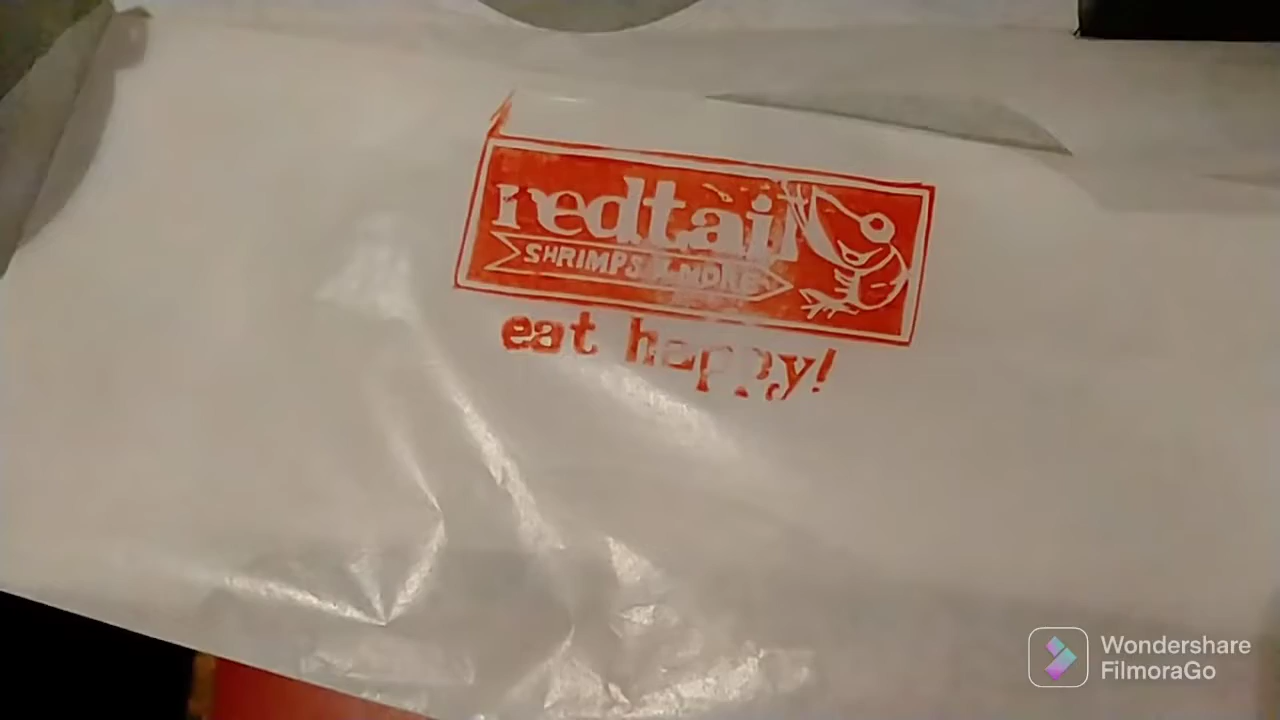 redtail
SHRIMPS & MORE
eat happy!
Wondershare
FilmoraGo